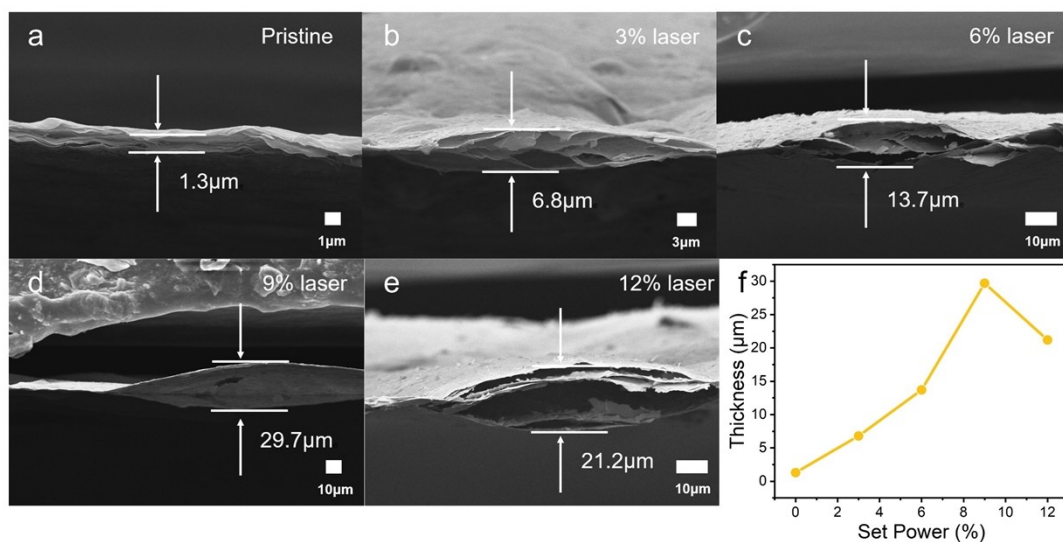 a
Pristine
1.3μm
1μm
b
3% laser
6.8μm
3μm
c
6% laser
13.7μm
10μm
d
9% laser
29.7μm
10μm
e
12% laser
21.2μm
10μm
f
Thickness (μm)
30
25
20
15
10
5
0
0 2 4 6 8 10 12
Set Power (%)